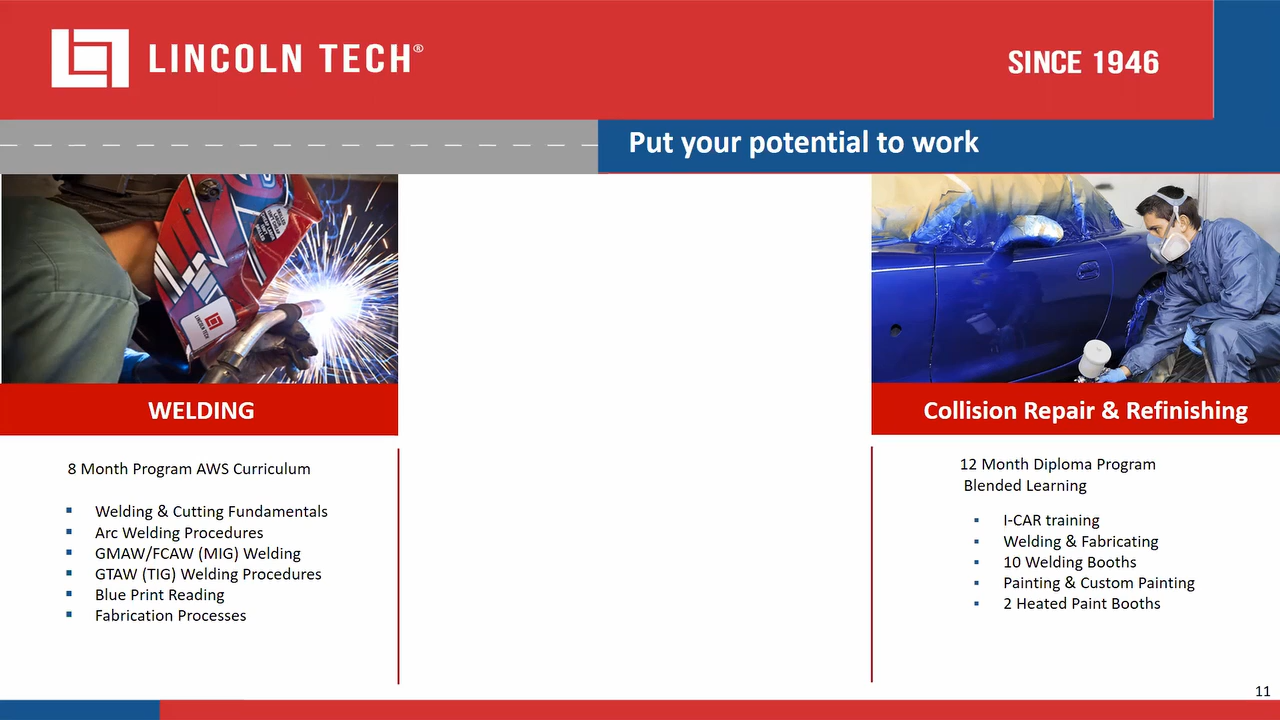 LINCOLN TECH®
SINCE 1946
Put your potential to work
LINCOLN TECH
WELDING
8 Month Program AWS Curriculum
▪ Welding & Cutting Fundamentals
▪ Arc Welding Procedures
▪ GMAW/FCAW (MIG) Welding
▪ GTAW (TIG) Welding Procedures
▪ Blue Print Reading
▪ Fabrication Processes
Collision Repair & Refinishing
12 Month Diploma Program
Blended Learning
▪ I-CAR training
▪ Welding & Fabricating
▪ 10 Welding Booths
▪ Painting & Custom Painting
▪ 2 Heated Paint Booths
11